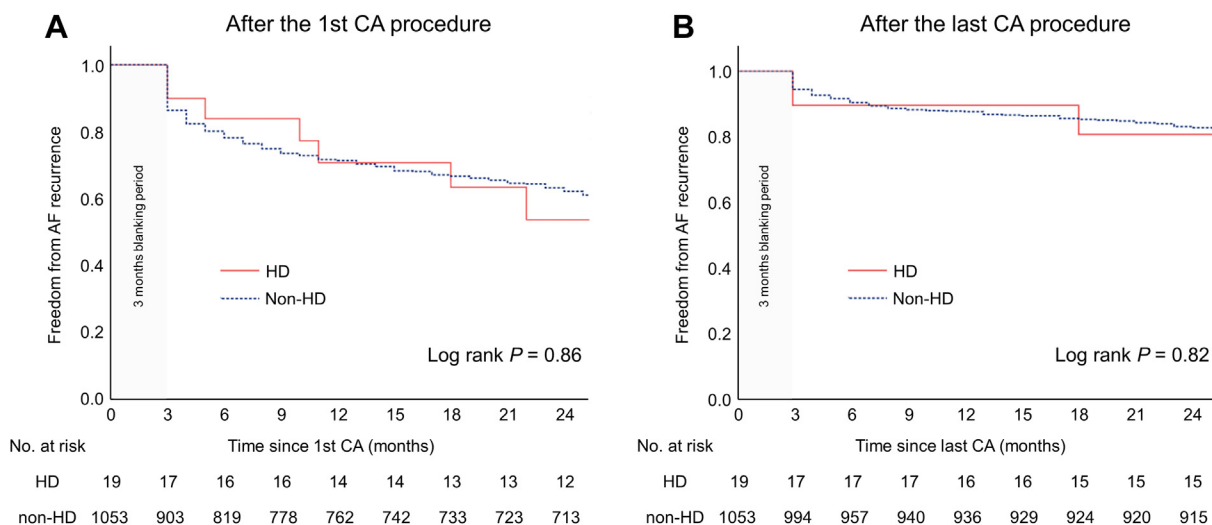 A
After the 1st CA procedure
Freedom from AF recurrence
1.0
0.8
0.6
0.4
0.2
0.0
3 months blanking period
HD
Non-HD
Log rank P = 0.86
0 3 6 9 12 15 18 21 24
No. at risk Time since 1st CA (months)
HD 19 17 16 16 14 14 13 13 12
non-HD 1053 903 819 778 762 742 733 723 713
B
After the last CA procedure
Freedom from AF recurrence
1.0
0.8
0.6
0.4
0.2
0.0
3 months blanking period
HD
Non-HD
Log rank P = 0.82
0 3 6 9 12 15 18 21 24
No. at risk Time since last CA (months)
HD 19 17 17 17 16 16 15 15 15
non-HD 1053 994 957 940 936 929 924 920 915